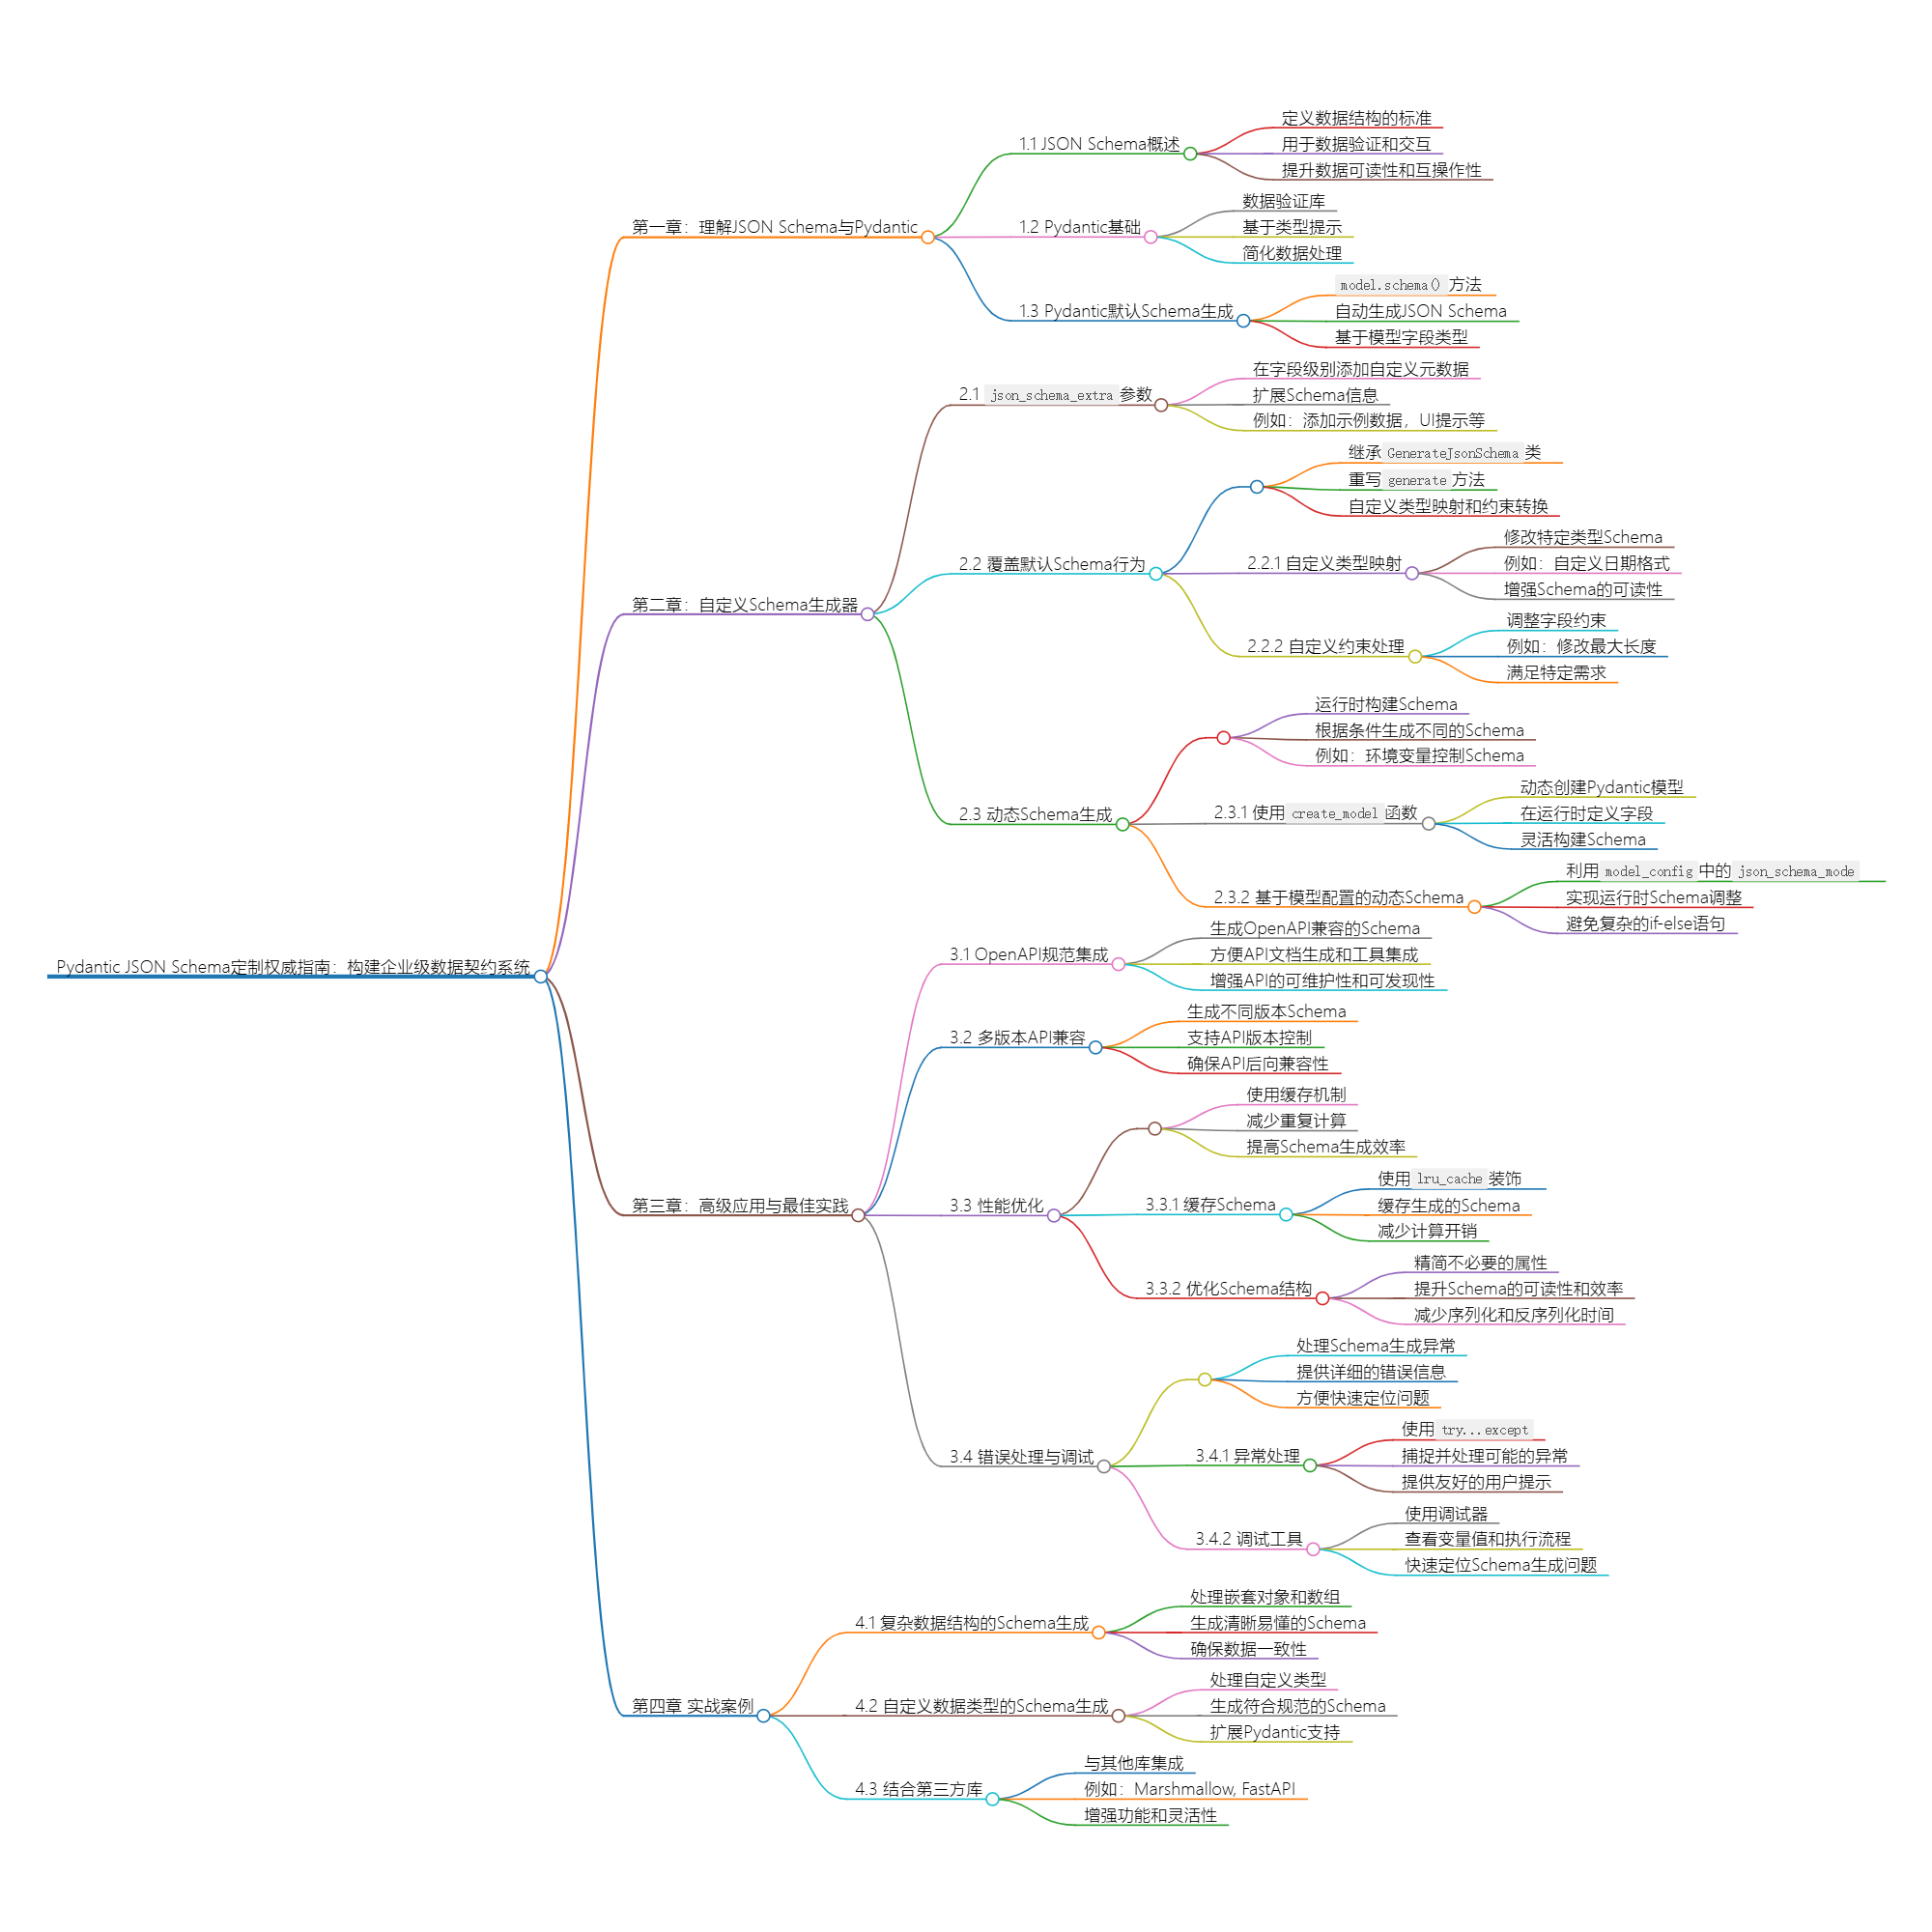 Pydantic JSON Schema定制权威指南：构建企业级数据契约系统
第一章：理解JSON Schema与Pydantic
1.1 JSON Schema概述
定义数据结构的标准
用于数据验证和交互
提升数据可读性和互操作性
1.2 Pydantic基础
数据验证库
基于类型提示
简化数据处理
1.3 Pydantic默认Schema生成
model.schema()方法
自动生成JSON Schema
基于模型字段类型
第二章：自定义Schema生成器
2.1 json_schema_extra 参数
在字段级别添加自定义元数据
扩展Schema信息
例如：添加示例数据，UI提示等
2.2 覆盖默认Schema行为
继承 GenerateJsonSchema 类
重写 generate 方法
自定义类型映射和约束转换
2.2.1 自定义类型映射
修改特定类型Schema
例如：自定义日期格式
增强Schema的可读性
2.2.2 自定义约束处理
调整字段约束
例如：修改最大长度
满足特定需求
2.3 动态Schema生成
运行时构建Schema
根据条件生成不同的Schema
例如：环境变量控制Schema
2.3.1 使用 create_model 函数
动态创建Pydantic模型
在运行时定义字段
灵活构建Schema
2.3.2 基于模型配置的动态Schema
利用 model_config 中的 json_schema_mode
实现运行时Schema调整
避免复杂的if-else语句
第三章：高级应用与最佳实践
3.1 OpenAPI规范集成
生成OpenAPI兼容的Schema
方便API文档生成和工具集成
增强API的可维护性和可发现性
3.2 多版本API兼容
生成不同版本Schema
支持API版本控制
确保API后向兼容性
3.3 性能优化
使用缓存机制
减少重复计算
提高Schema生成效率
3.3.1 缓存Schema
使用 lru_cache 装饰
缓存生成的Schema
减少计算开销
3.3.2 优化Schema结构
精简不必要的属性
提升Schema的可读性和效率
减少序列化和反序列化时间
3.4 错误处理与调试
处理Schema生成异常
提供详细的错误信息
方便快速定位问题
3.4.1 异常处理
使用 try...except
捕捉并处理可能的异常
提供友好的用户提示
3.4.2 调试工具
使用调试器
查看变量值和执行流程
快速定位Schema生成问题
第四章 实战案例
4.1 复杂数据结构的Schema生成
处理嵌套对象和数组
生成清晰易懂的Schema
确保数据一致性
4.2 自定义数据类型的Schema生成
处理自定义类型
生成符合规范的Schema
扩展Pydantic支持
4.3 结合第三方库
与其他库集成
例如：Marshmallow, FastAPI
增强功能和灵活性